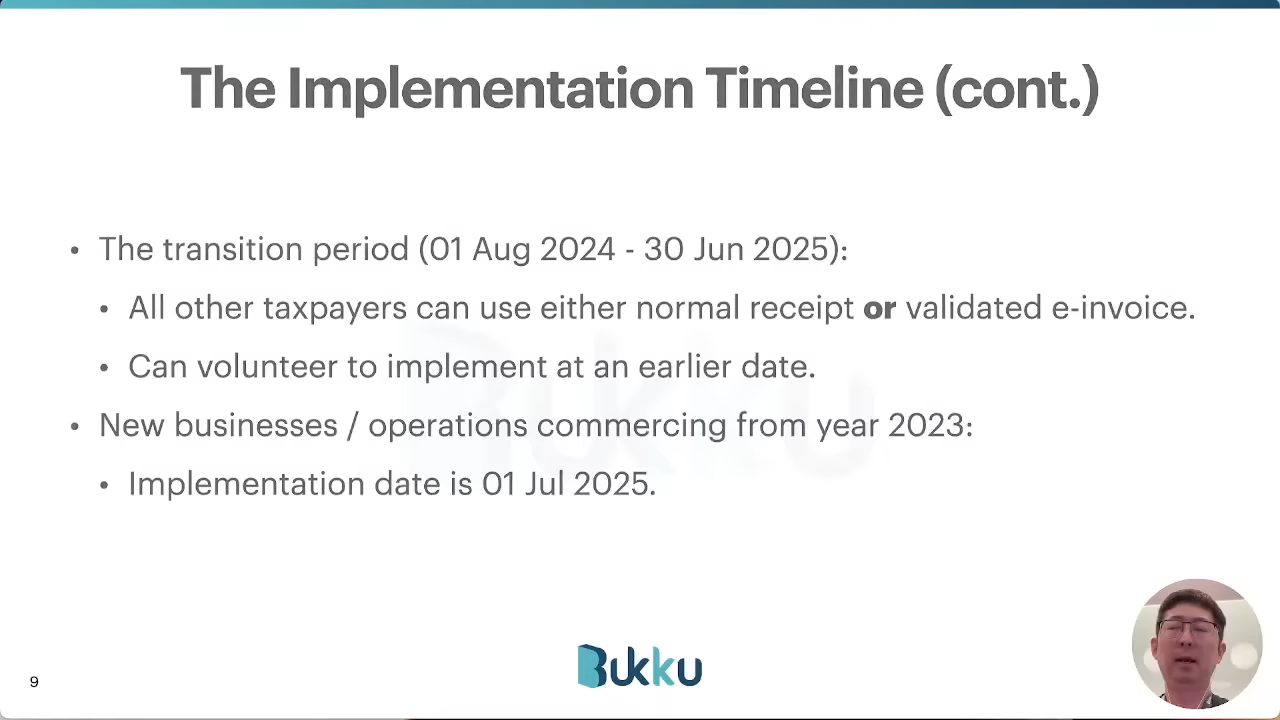 The Implementation Timeline (cont.)
• The transition period (01 Aug 2024 - 30 Jun 2025):
• All other taxpayers can use either normal receipt or validated e-invoice.
• Can volunteer to implement at an earlier date.
• New businesses / operations commercing from year 2023:
• Implementation date is 01 Jul 2025.
Bukku
9
Bukku